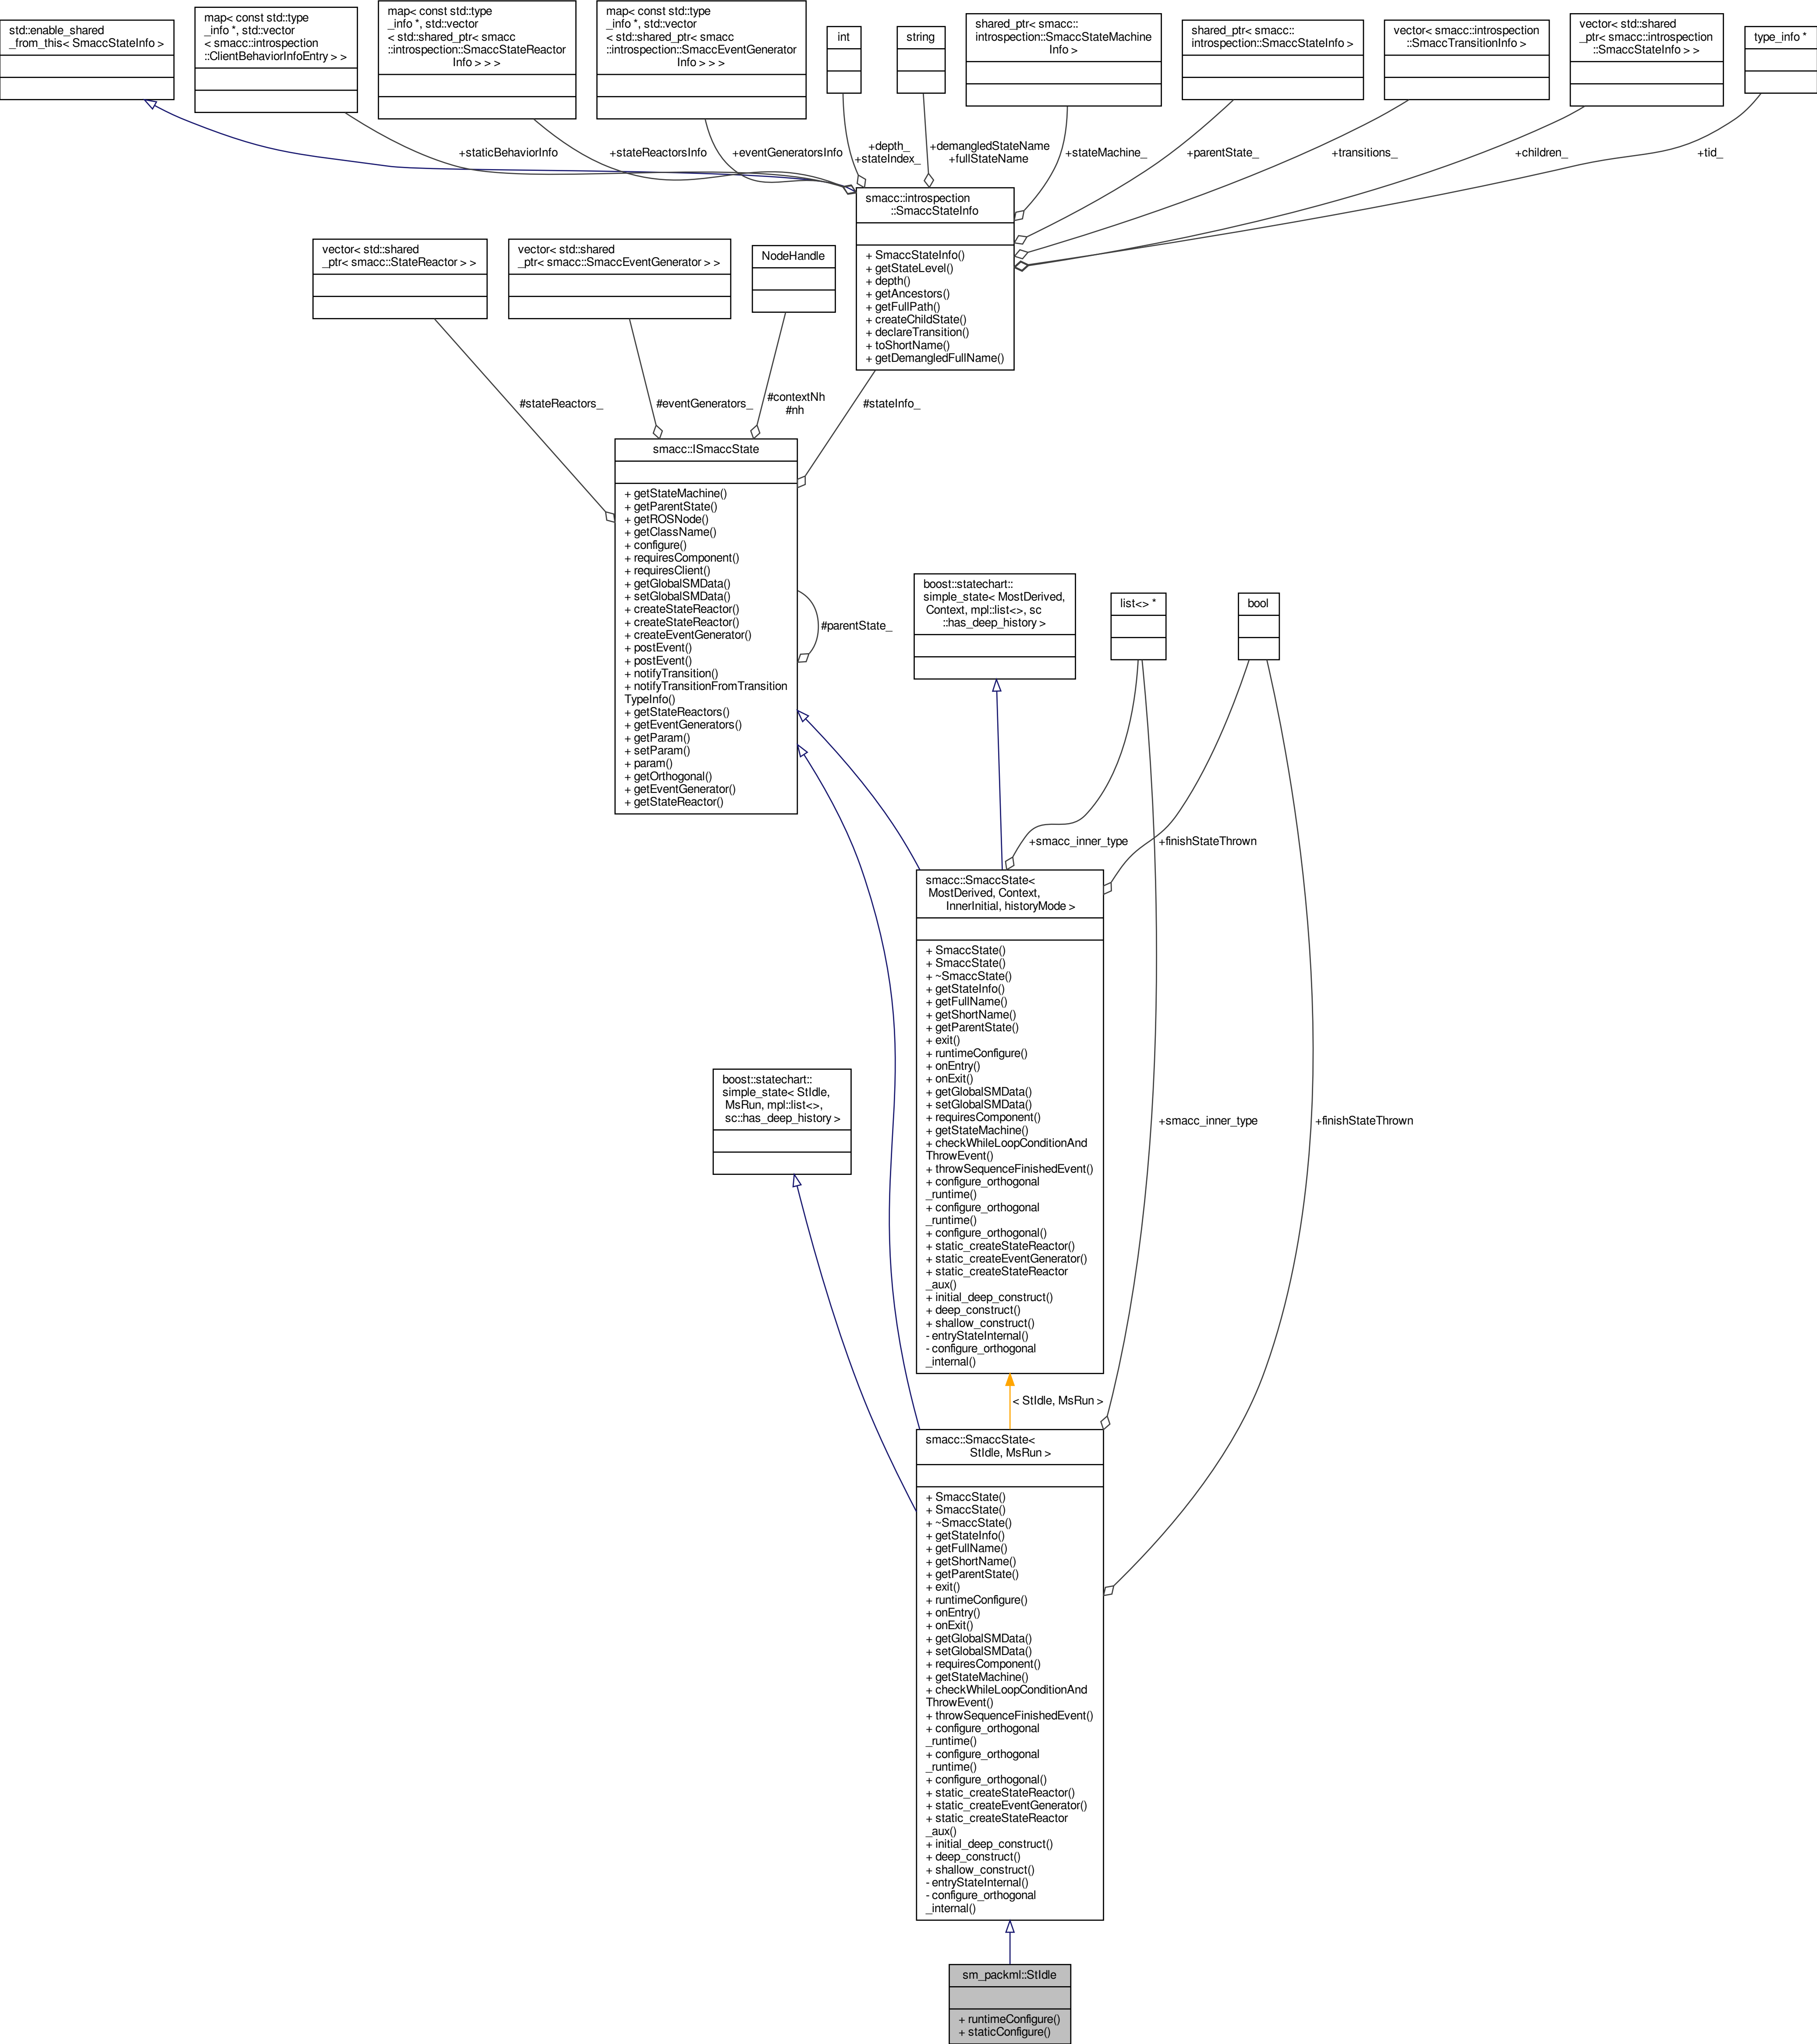 std::enable_shared
_from_this< SmaccStateInfo >
map< const std::type
_info *, std::vector
< smacc::introspection
::ClientBehaviorInfoEntry > >
map< const std::type
_info *, std::vector
< std::shared_ptr< smacc
::introspection::SmaccStateReactor
Info > > >
map< const std::type
_info *, std::vector
< std::shared_ptr< smacc
::introspection::SmaccEventGenerator
Info > > >
int
string
shared_ptr< smacc::
introspection::SmaccStateMachine
Info >
shared_ptr< smacc::
introspection::SmaccStateInfo >
vector< smacc::introspection
::SmaccTransitionInfo >
vector< std::shared
_ptr< smacc::introspection
::SmaccStateInfo > >
type_info *
+staticBehaviorInfo
+stateReactorsInfo
+eventGeneratorsInfo
+depth_
+stateIndex_
+demangledStateName
+fullStateName
+stateMachine_
+parentState_
+transitions_
+children_
+tid_
smacc::introspection
::SmaccStateInfo
+ SmaccStateInfo()
+ getStateLevel()
+ depth()
+ getAncestors()
+ getFullPath()
+ createChildState()
+ declareTransition()
+ toShortName()
+ getDemangledFullName()
vector< std::shared
_ptr< smacc::StateReactor > >
vector< std::shared
_ptr< smacc::SmaccEventGenerator > >
NodeHandle
#stateReactors_
#eventGenerators_
#contextNh
#nh
#stateInfo_
smacc::ISmaccState
+ getStateMachine()
+ getParentState()
+ getROSNode()
+ getClassName()
+ configure()
+ requiresComponent()
+ requiresClient()
+ getGlobalSMData()
+ setGlobalSMData()
+ createStateReactor()
+ createStateReactor()
+ createEventGenerator()
+ postEvent()
+ postEvent()
+ notifyTransition()
+ notifyTransitionFromTransition
TypeInfo()
+ getStateReactors()
+ getEventGenerators()
+ getParam()
+ setParam()
+ param()
+ getOrthogonal()
+ getEventGenerator()
+ getStateReactor()
#parentState_
boost::statechart::
simple_state< MostDerived,
Context, mpl::list<>, sc
::has_deep_history >
list<> *
bool
+smacc_inner_type
+finishStateThrown
smacc::SmaccState<
MostDerived, Context,
InnerInitial, historyMode >
+ SmaccState()
+ SmaccState()
+ ~SmaccState()
+ getStateInfo()
+ getFullName()
+ getShortName()
+ getParentState()
+ exit()
+ runtimeConfigure()
+ onEntry()
+ onExit()
+ getGlobalSMData()
+ setGlobalSMData()
+ requiresComponent()
+ getStateMachine()
+ checkWhileLoopConditionAnd
ThrowEvent()
+ throwSequenceFinishedEvent()
+ configure_orthogonal
_runtime()
+ configure_orthogonal
_runtime()
+ configure_orthogonal()
+ static_createStateReactor()
+ static_createEventGenerator()
+ static_createStateReactor
_aux()
+ initial_deep_construct()
+ deep_construct()
+ shallow_construct()
- entryStateInternal()
- configure_orthogonal
_internal()
boost::statechart::
simple_state< StIdle,
MsRun, mpl::list<>,
sc::has_deep_history >
+smacc_inner_type
+finishStateThrown
< StIdle, MsRun >
smacc::SmaccState<
StIdle, MsRun >
+ SmaccState()
+ SmaccState()
+ ~SmaccState()
+ getStateInfo()
+ getFullName()
+ getShortName()
+ getParentState()
+ exit()
+ runtimeConfigure()
+ onEntry()
+ onExit()
+ getGlobalSMData()
+ setGlobalSMData()
+ requiresComponent()
+ getStateMachine()
+ checkWhileLoopConditionAnd
ThrowEvent()
+ throwSequenceFinishedEvent()
+ configure_orthogonal
_runtime()
+ configure_orthogonal
_runtime()
+ configure_orthogonal()
+ static_createStateReactor()
+ static_createEventGenerator()
+ static_createStateReactor
_aux()
+ initial_deep_construct()
+ deep_construct()
+ shallow_construct()
- entryStateInternal()
- configure_orthogonal
_internal()
sm_packml::StIdle
+ runtimeConfigure()
+ staticConfigure()